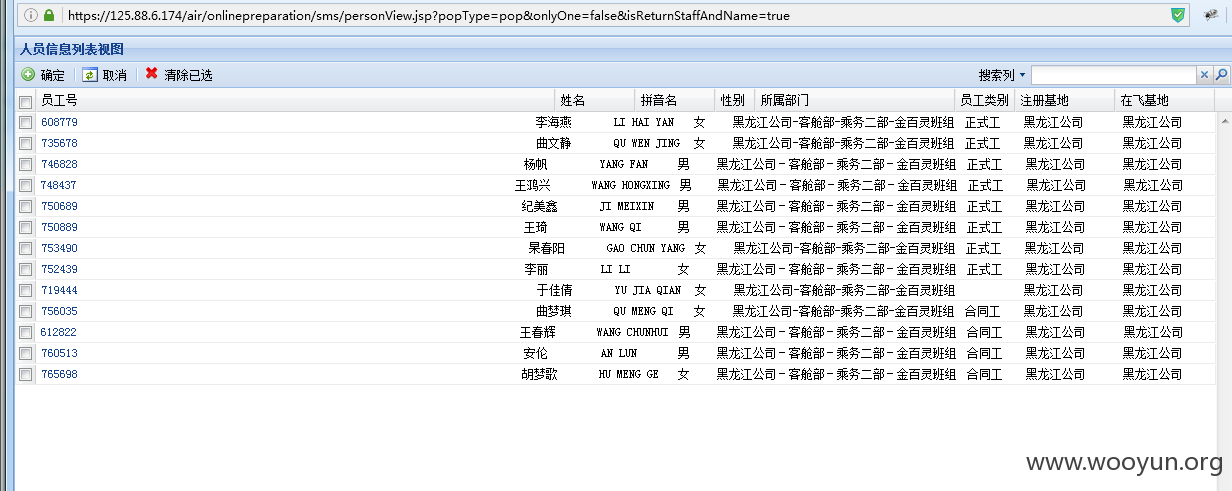 https://125.88.6.174/air/onlinepreparation/sms/personView.jsp?popType=pop&onlyOne=false&isReturnStaffAndName=true
人员信息列表视图
确定 取消 清除已选 搜索列
员工号 姓名 拼音名 性别 所属部门 员工类别 注册基地 在飞基地
608779 李海燕 LI HAI YAN 女 黑龙江公司-客舱部-乘务二部-金百灵班组 正式工 黑龙江公司 黑龙江公司
735678 曲文静 QU WEN JING 女 黑龙江公司-客舱部-乘务二部-金百灵班组 正式工 黑龙江公司 黑龙江公司
746828 杨帆 YANG FAN 男 黑龙江公司-客舱部-乘务二部-金百灵班组 正式工 黑龙江公司 黑龙江公司
748437 王鸿兴 WANG HONGXING 男 黑龙江公司-客舱部-乘务二部-金百灵班组 正式工 黑龙江公司 黑龙江公司
750689 纪美鑫 JI MEIXIN 男 黑龙江公司-客舱部-乘务二部-金百灵班组 正式工 黑龙江公司 黑龙江公司
750889 王琦 WANG QI 男 黑龙江公司-客舱部-乘务二部-金百灵班组 正式工 黑龙江公司 黑龙江公司
753490 杲春阳 GAO CHUN YANG 女 黑龙江公司-客舱部-乘务二部-金百灵班组 正式工 黑龙江公司 黑龙江公司
752439 李丽 LI LI 女 黑龙江公司-客舱部-乘务二部-金百灵班组 正式工 黑龙江公司 黑龙江公司
719444 于佳倩 YU JIA QIAN 女 黑龙江公司-客舱部-乘务二部-金百灵班组 黑龙江公司 黑龙江公司
756035 曲梦琪 QU MENG QI 女 黑龙江公司-客舱部-乘务二部-金百灵班组 合同工 黑龙江公司 黑龙江公司
612822 王春辉 WANG CHUNHUI 男 黑龙江公司-客舱部-乘务二部-金百灵班组 合同工 黑龙江公司 黑龙江公司
760513 安伦 AN LUN 男 黑龙江公司-客舱部-乘务二部-金百灵班组 合同工 黑龙江公司 黑龙江公司
765698 胡梦歌 HU MENG GE 女 黑龙江公司-客舱部-乘务二部-金百灵班组 合同工 黑龙江公司 黑龙江公司
www.wooyun.org